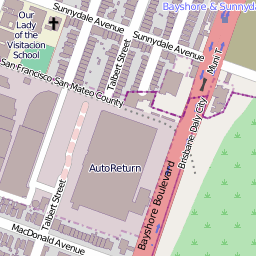 Bayshore & Sunnyda
Sunnydale Avenue
Our
Lady of
the
Visitacion
School
Talbert Street
Sunnydale Avenue
Muni T
San Francisco
San Mateo County
Brisbane
Daly City
AutoReturn
Talbert Street
Bayshore Boulevard
MacDonald Avenue